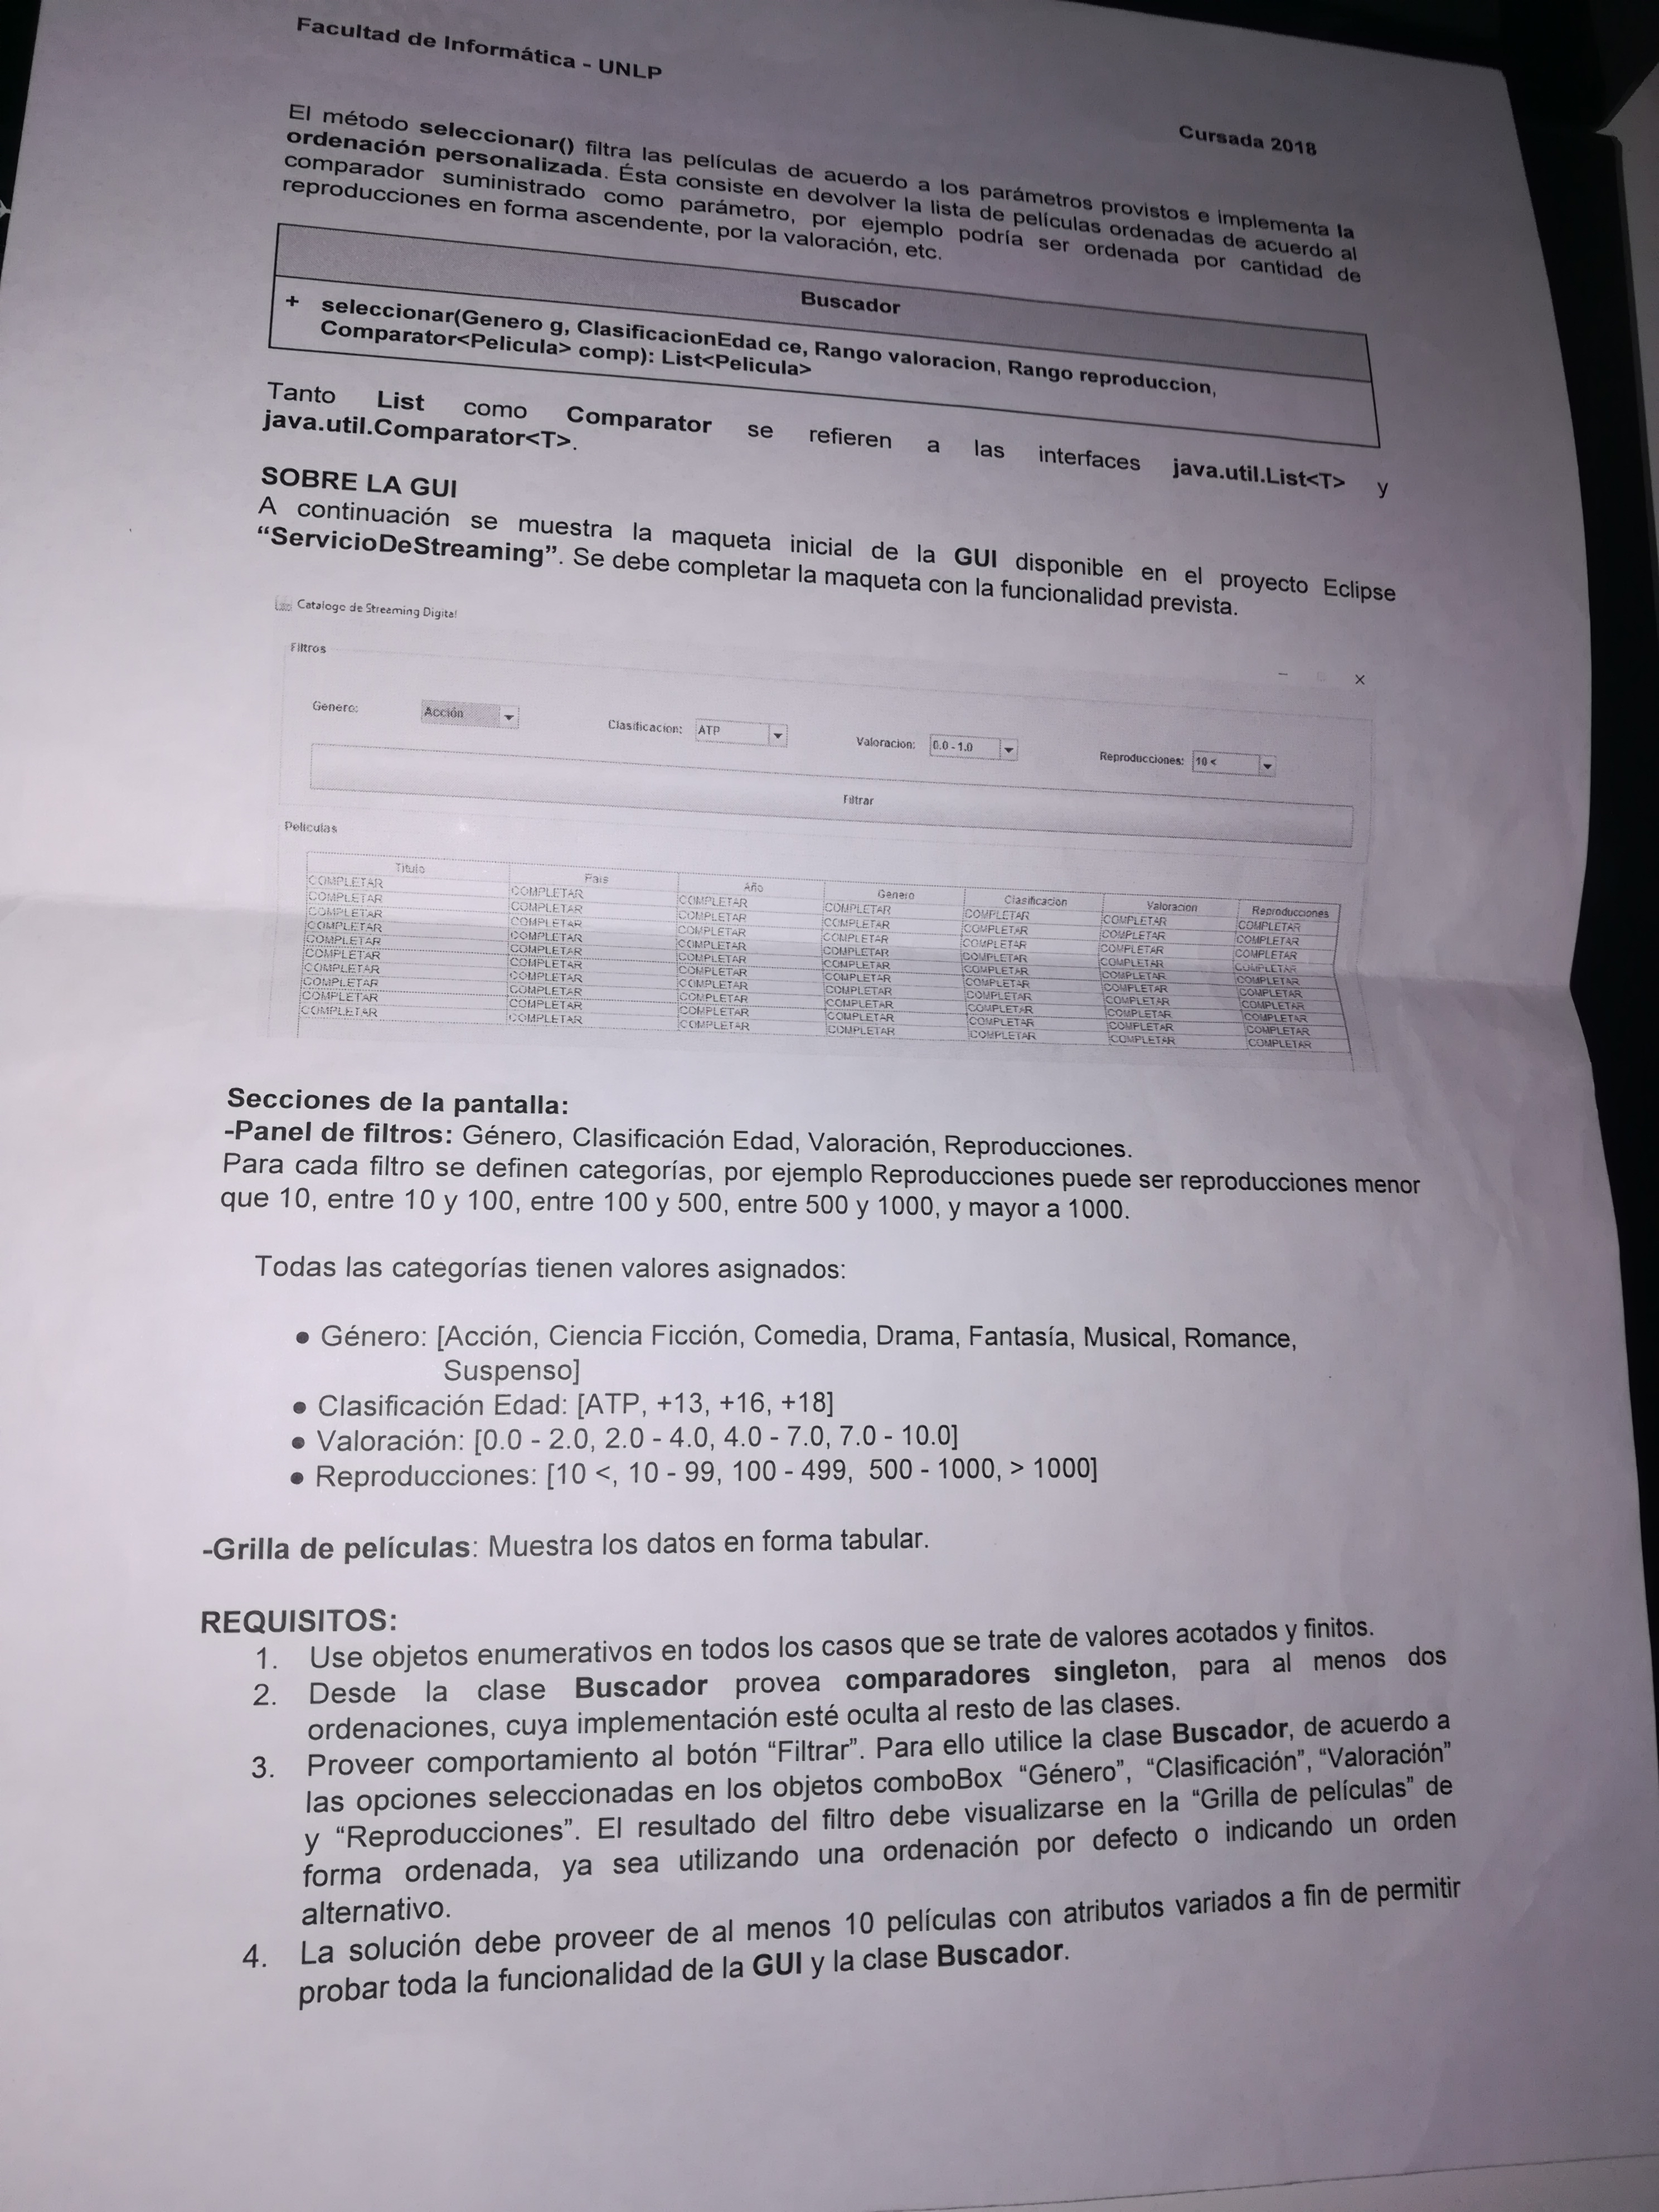 Facultad de Informática - UNLP
Cursada 2018
El método seleccionar() filtra las películas de acuerdo a los parámetros provistos e implementa la
ordenación personalizada. Ésta consiste en devolver la lista de películas ordenadas de acuerdo al
comparador suministrado como parámetro, por ejemplo podría ser ordenada por cantidad de
reproducciones en forma ascendente, por la valoración, etc.
Buscador
+ seleccionar(Genero g, ClasificacionEdad ce, Rango valoracion, Rango reproduccion,
Comparator<Pelicula> comp): List<Pelicula>
Tanto List como Comparator se refieren a las interfaces java.util.List<T> y
java.util.Comparator<T>.
SOBRE LA GUI
A continuación se muestra la maqueta inicial de la GUI disponible en el proyecto Eclipse
“ServicioDeStreaming”. Se debe completar la maqueta con la funcionalidad prevista.
Catalogo de Streaming Digital
Filtros
Genero: Acción Clasificacion: ATP Valoracion: 0.0 - 1.0 Reproducciones: 10 <
Filtrar
Peliculas
Titulo Pais Año Genero Clasificacion Valoracion Reproducciones
COMPLETAR COMPLETAR COMPLETAR COMPLETAR COMPLETAR COMPLETAR COMPLETAR
COMPLETAR COMPLETAR COMPLETAR COMPLETAR COMPLETAR COMPLETAR COMPLETAR
COMPLETAR COMPLETAR COMPLETAR COMPLETAR COMPLETAR COMPLETAR COMPLETAR
COMPLETAR COMPLETAR COMPLETAR COMPLETAR COMPLETAR COMPLETAR COMPLETAR
COMPLETAR COMPLETAR COMPLETAR COMPLETAR COMPLETAR COMPLETAR COMPLETAR
COMPLETAR COMPLETAR COMPLETAR COMPLETAR COMPLETAR COMPLETAR COMPLETAR
COMPLETAR COMPLETAR COMPLETAR COMPLETAR COMPLETAR COMPLETAR COMPLETAR
COMPLETAR COMPLETAR COMPLETAR COMPLETAR COMPLETAR COMPLETAR COMPLETAR
COMPLETAR COMPLETAR COMPLETAR COMPLETAR COMPLETAR COMPLETAR COMPLETAR
COMPLETAR COMPLETAR COMPLETAR COMPLETAR COMPLETAR COMPLETAR COMPLETAR
Secciones de la pantalla:
-Panel de filtros: Género, Clasificación Edad, Valoración, Reproducciones.
Para cada filtro se definen categorías, por ejemplo Reproducciones puede ser reproducciones menor
que 10, entre 10 y 100, entre 100 y 500, entre 500 y 1000, y mayor a 1000.
Todas las categorías tienen valores asignados:
● Género: [Acción, Ciencia Ficción, Comedia, Drama, Fantasía, Musical, Romance,
Suspenso]
● Clasificación Edad: [ATP, +13, +16, +18]
● Valoración: [0.0 - 2.0, 2.0 - 4.0, 4.0 - 7.0, 7.0 - 10.0]
● Reproducciones: [10 <, 10 - 99, 100 - 499, 500 - 1000, > 1000]
-Grilla de películas: Muestra los datos en forma tabular.
REQUISITOS:
1. Use objetos enumerativos en todos los casos que se trate de valores acotados y finitos.
2. Desde la clase Buscador provea comparadores singleton, para al menos dos
ordenaciones, cuya implementación esté oculta al resto de las clases.
3. Proveer comportamiento al botón “Filtrar”. Para ello utilice la clase Buscador, de acuerdo a
las opciones seleccionadas en los objetos comboBox “Género”, “Clasificación”, “Valoración”
y “Reproducciones”. El resultado del filtro debe visualizarse en la “Grilla de películas” de
forma ordenada, ya sea utilizando una ordenación por defecto o indicando un orden
alternativo.
4. La solución debe proveer de al menos 10 películas con atributos variados a fin de permitir
probar toda la funcionalidad de la GUI y la clase Buscador.